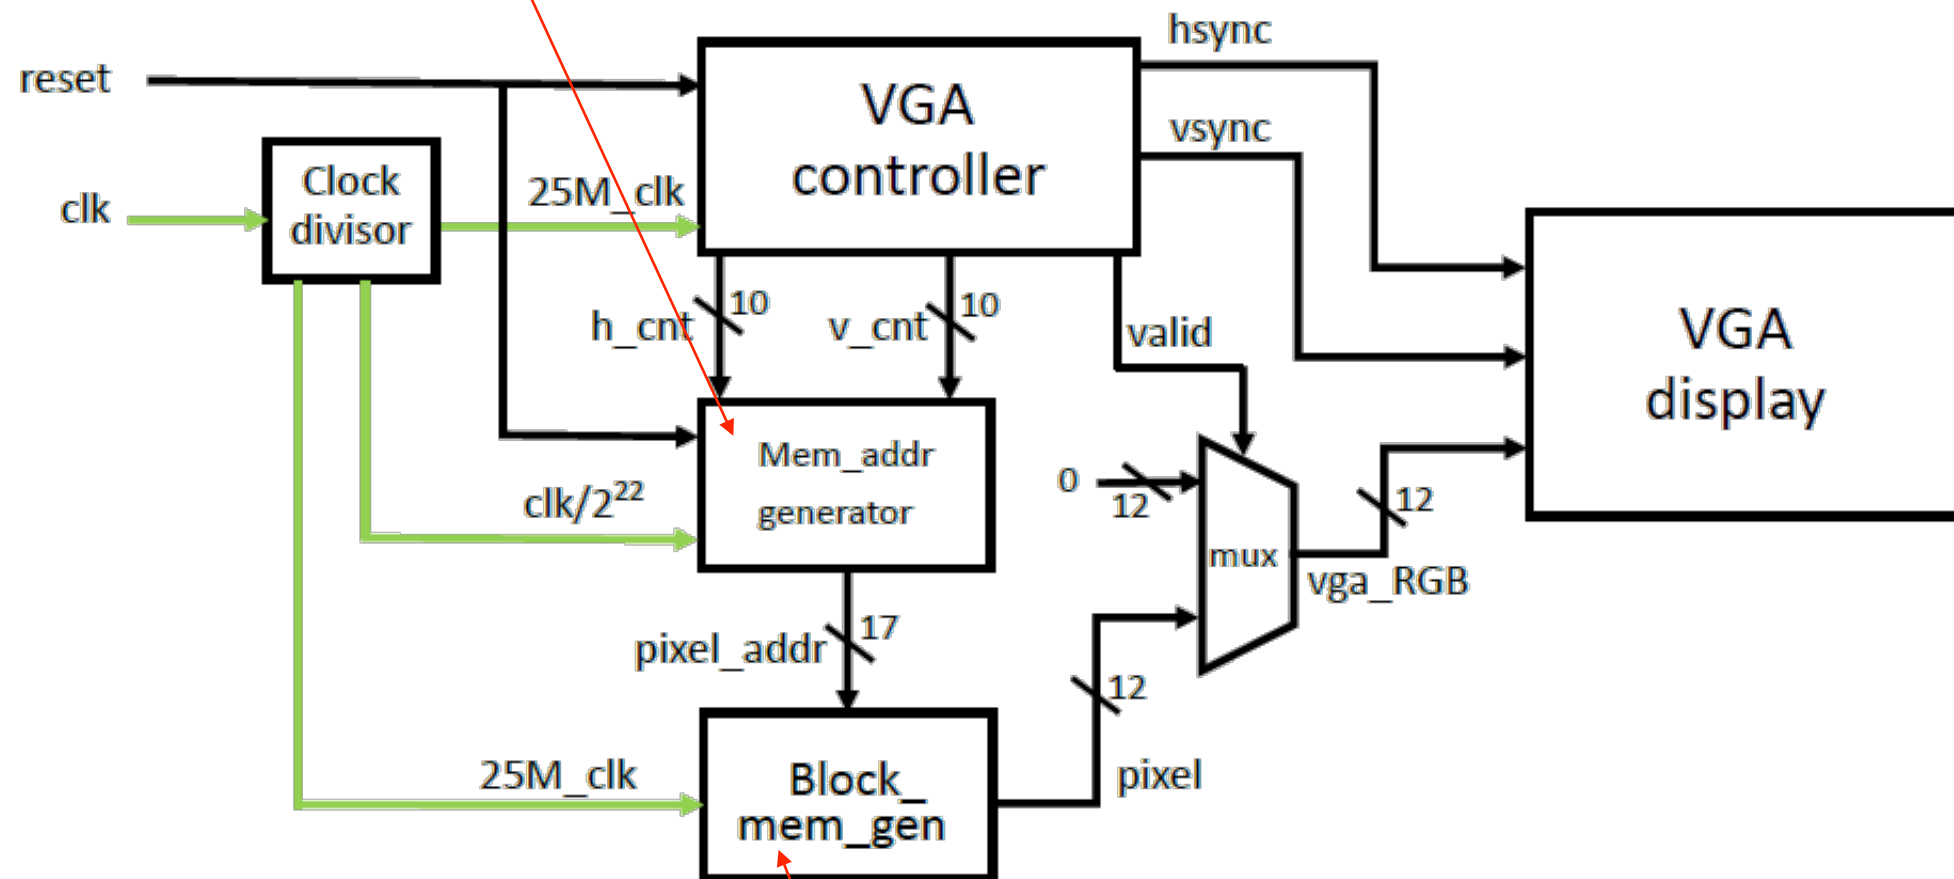 hsync
reset
VGA
controller
vsync
Clock
divisor
clk
25M_clk
h_cnt
10
v_cnt
10
valid
VGA
display
Mem_addr
generator
clk/2²²
0
12
mux
12
vga_RGB
pixel_addr
17
12
25M_clk
Block_
mem_gen
pixel